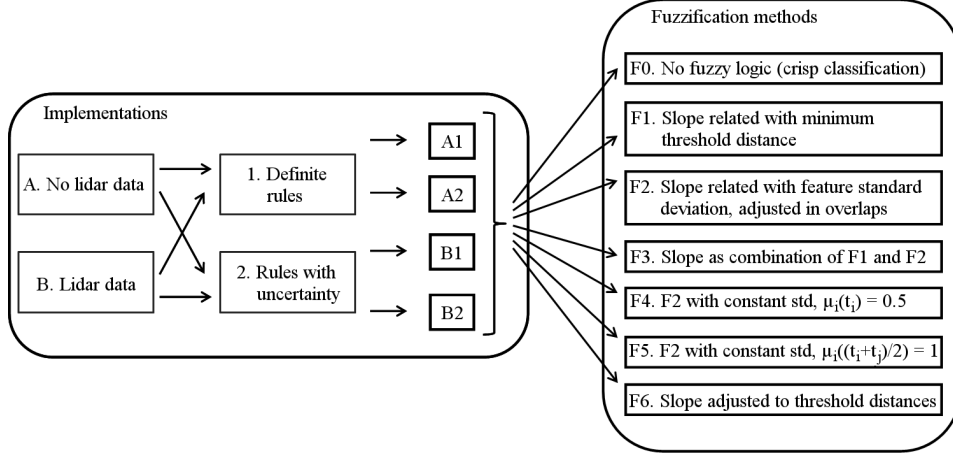 Implementations
A. No lidar data
B. Lidar data
1. Definite
rules
2. Rules with
uncertainty
A1
A2
B1
B2
Fuzzification methods
F0. No fuzzy logic (crisp classification)
F1. Slope related with minimum
threshold distance
F2. Slope related with feature standard
deviation, adjusted in overlaps
F3. Slope as combination of F1 and F2
F4. F2 with constant std, µi(ti) = 0.5
F5. F2 with constant std, µi((ti+tj)/2) = 1
F6. Slope adjusted to threshold distances